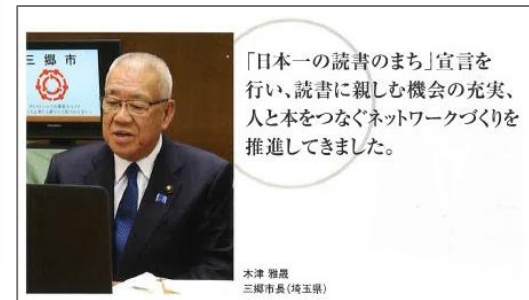 三郷市
「日本一の読書のまち」宣言を
行い、読書に親しむ機会の充実、
人と本をつなぐネットワークづくりを
推進してきました。
木津 雅晟
三郷市長(埼玉県)